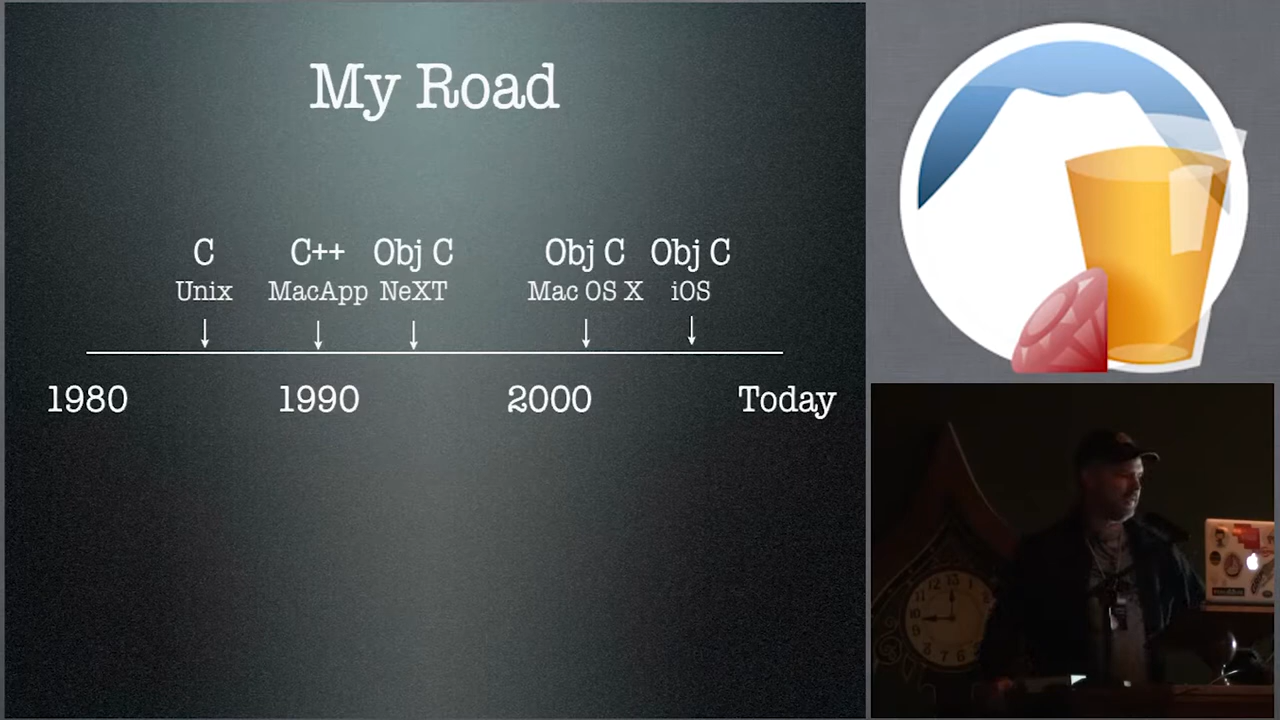 My Road
C C++ Obj C Obj C Obj C
Unix MacApp NeXT Mac OS X iOS
1980 1990 2000 Today